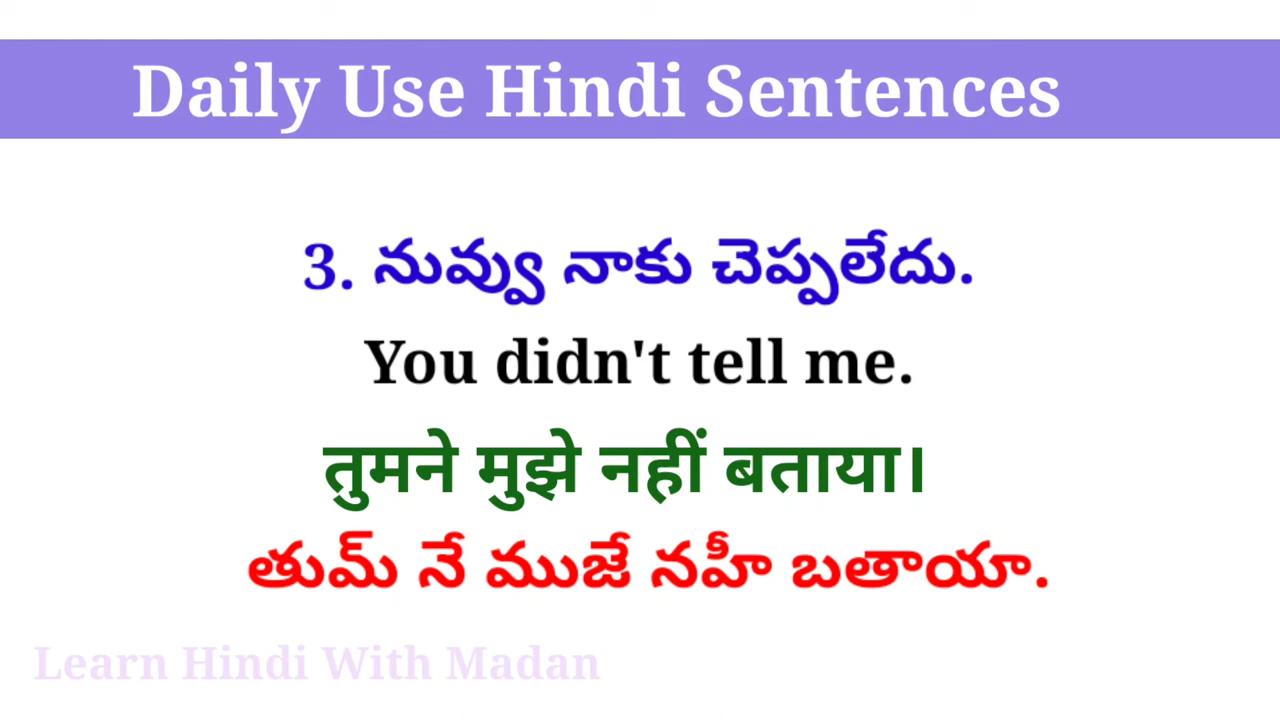 Daily Use Hindi Sentences
3. నువ్వు నాకు చెప్పలేదు.
You didn't tell me.
तुमने मुझे नहीं बताया।
తుమ్ నే ముజే నహీ బతాయా.
Learn Hindi With Madan